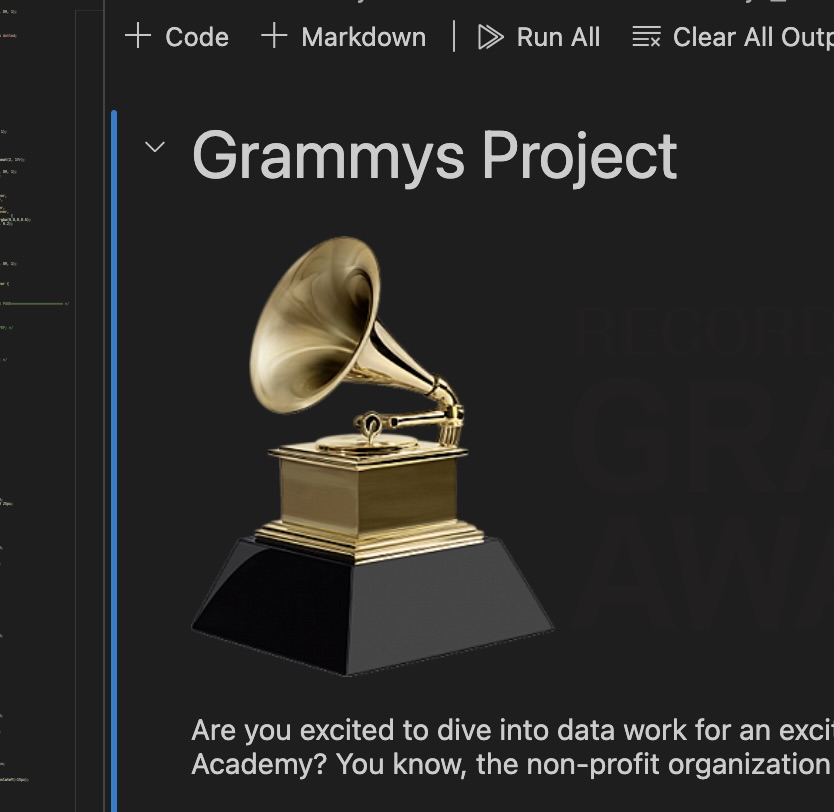 Code Markdown Run All Clear All Outp
Grammys Project
RECORD
GRA
AWA
Are you excited to dive into data work for an excit
Academy? You know, the non-profit organization